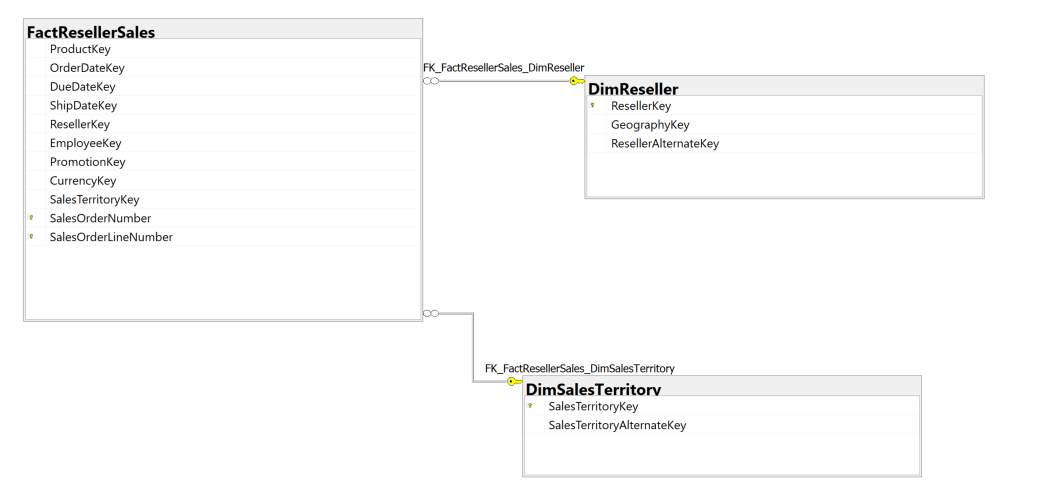 FactResellerSales
ProductKey
OrderDateKey
DueDateKey
ShipDateKey
ResellerKey
EmployeeKey
PromotionKey
CurrencyKey
SalesTerritoryKey
SalesOrderNumber
SalesOrderLineNumber
FK_FactResellerSales_DimReseller
DimReseller
ResellerKey
GeographyKey
ResellerAlternateKey
FK_FactResellerSales_DimSalesTerritory
DimSalesTerritory
SalesTerritoryKey
SalesTerritoryAlternateKey